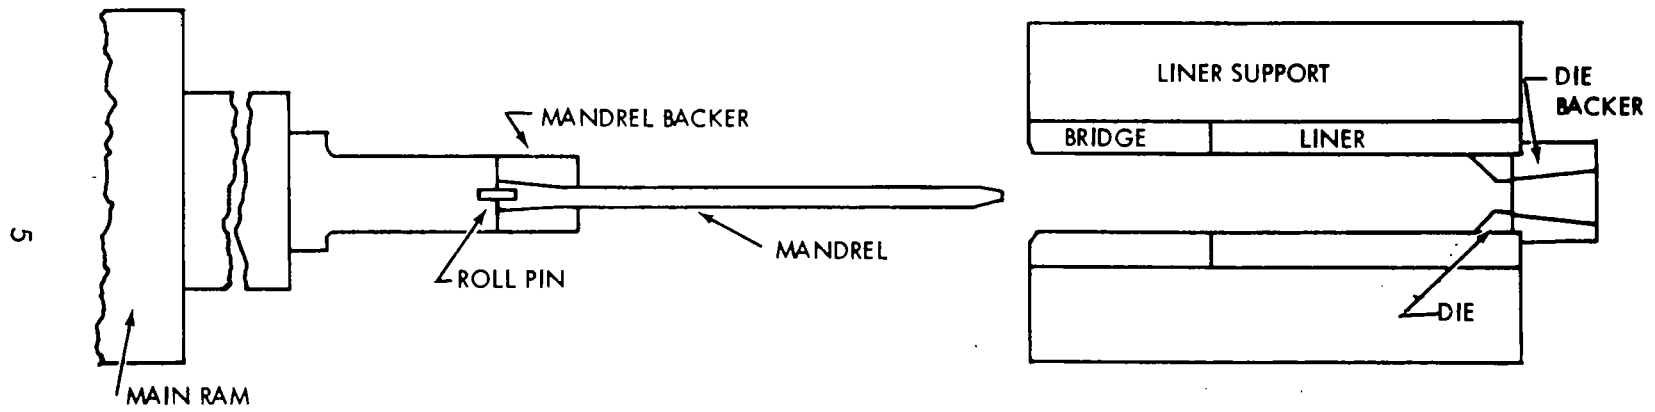 LINER SUPPORT
DIE
BACKER
MANDREL BACKER
BRIDGE
LINER
5
MANDREL
ROLL PIN
DIE
MAIN RAM